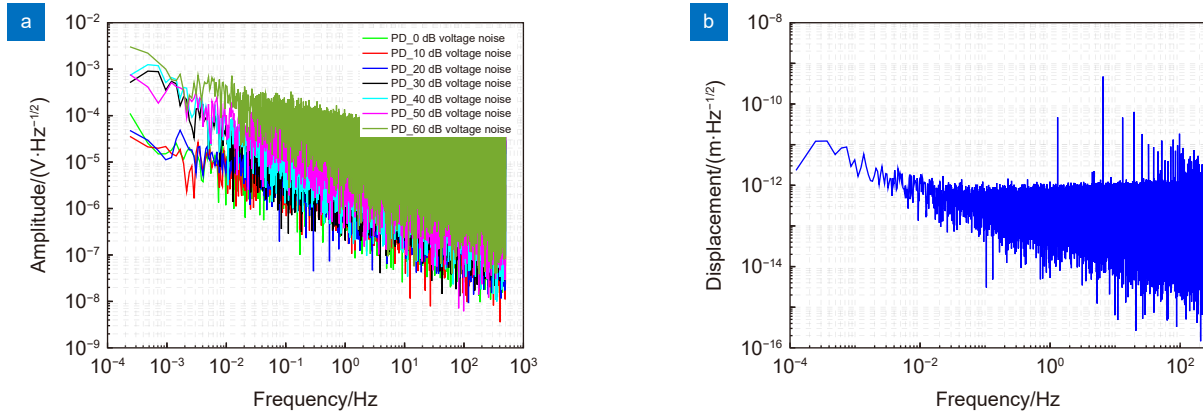 a
10⁻²
10⁻³
10⁻⁴
10⁻⁵
10⁻⁶
10⁻⁷
10⁻⁸
10⁻⁹
Amplitude/(V·Hz⁻¹/²)
PD_0 dB voltage noise
PD_10 dB voltage noise
PD_20 dB voltage noise
PD_30 dB voltage noise
PD_40 dB voltage noise
PD_50 dB voltage noise
PD_60 dB voltage noise
10⁻⁴ 10⁻³ 10⁻² 10⁻¹ 10⁰ 10¹ 10² 10³
Frequency/Hz
b
10⁻⁸
10⁻¹⁰
10⁻¹²
10⁻¹⁴
10⁻¹⁶
Displacement/(m·Hz⁻¹/²)
10⁻⁴ 10⁻² 10⁰ 10²
Frequency/Hz